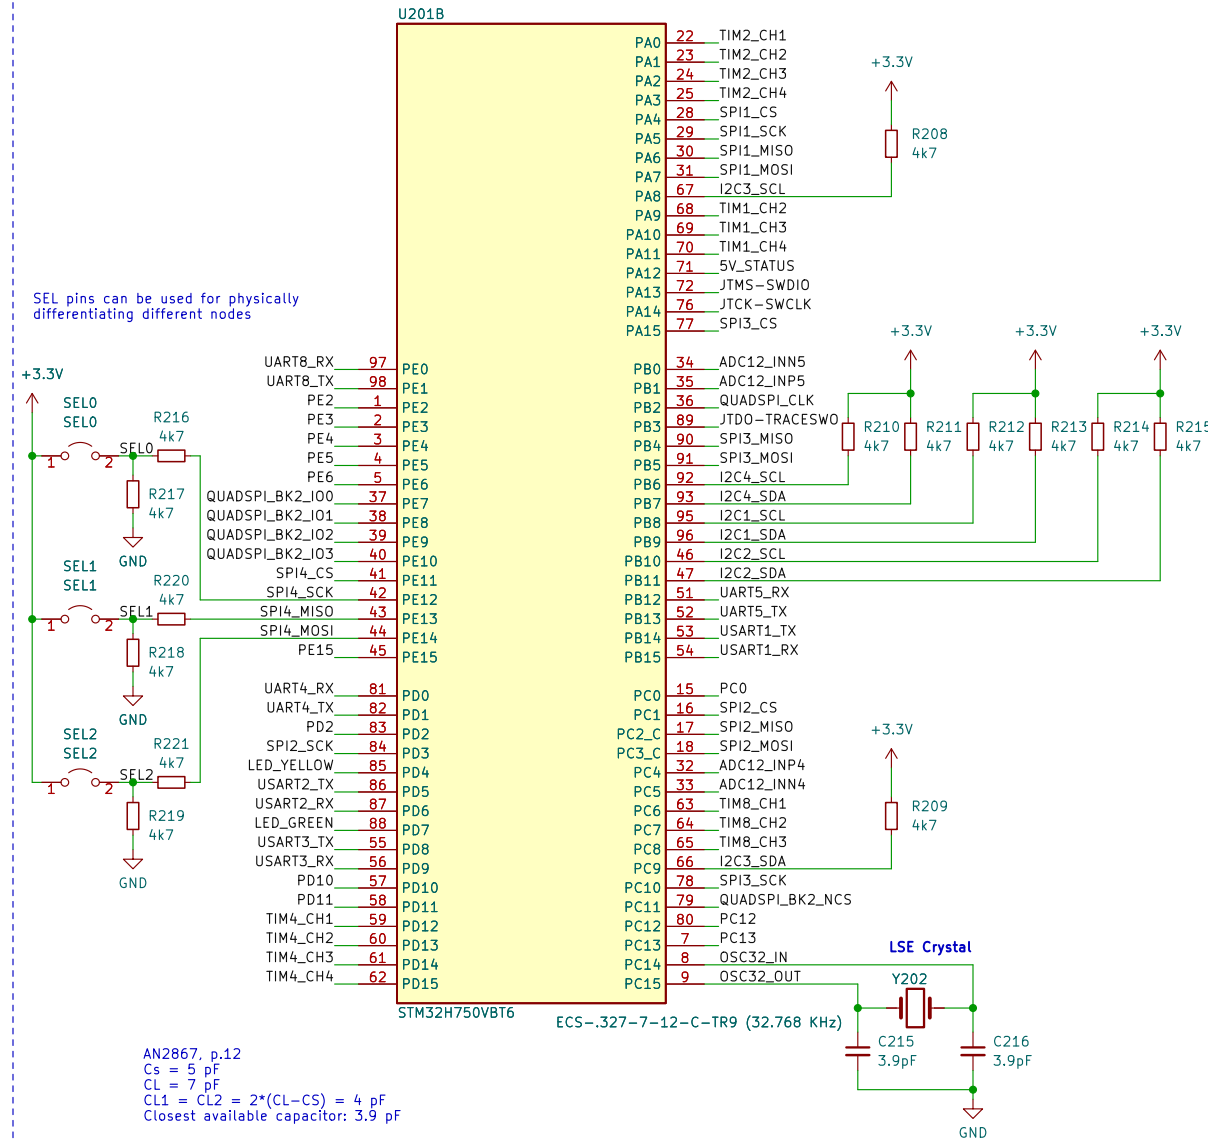 U201B
PA0 22 TIM2_CH1
PA1 23 TIM2_CH2
PA2 24 TIM2_CH3
PA3 25 TIM2_CH4
PA4 28 SPI1_CS
PA5 29 SPI1_SCK
PA6 30 SPI1_MISO
PA7 31 SPI1_MOSI
PA8 67 I2C3_SCL
PA9 68 TIM1_CH2
PA10 69 TIM1_CH3
PA11 70 TIM1_CH4
PA12 71 5V_STATUS
PA13 72 JTMS-SWDIO
PA14 76 JTCK-SWCLK
PA15 77 SPI3_CS
+3.3V
R208
4k7
SEL pins can be used for physically
differentiating different nodes
+3.3V
SEL0
SEL0
1 2 SEL0
R216
4k7
R217
4k7
GND
SEL1
SEL1
1 2 SEL1
R220
4k7
R218
4k7
GND
SEL2
SEL2
1 2 SEL2
R221
4k7
R219
4k7
GND
UART8_RX 97 PE0
UART8_TX 98 PE1
PE2 1 PE2
PE3 2 PE3
PE4 3 PE4
PE5 4 PE5
PE6 5 PE6
QUADSPI_BK2_IO0 37 PE7
QUADSPI_BK2_IO1 38 PE8
QUADSPI_BK2_IO2 39 PE9
QUADSPI_BK2_IO3 40 PE10
SPI4_CS 41 PE11
SPI4_SCK 42 PE12
SPI4_MISO 43 PE13
SPI4_MOSI 44 PE14
PE15 45 PE15
UART4_RX 81 PD0
UART4_TX 82 PD1
PD2 83 PD2
SPI2_SCK 84 PD3
LED_YELLOW 85 PD4
USART2_TX 86 PD5
USART2_RX 87 PD6
LED_GREEN 88 PD7
USART3_TX 55 PD8
USART3_RX 56 PD9
PD10 57 PD10
PD11 58 PD11
TIM4_CH1 59 PD12
TIM4_CH2 60 PD13
TIM4_CH3 61 PD14
TIM4_CH4 62 PD15
PB0 34 ADC12_INN5
PB1 35 ADC12_INP5
PB2 36 QUADSPI_CLK
PB3 89 JTDO-TRACESWO
PB4 90 SPI3_MISO
PB5 91 SPI3_MOSI
PB6 92 I2C4_SCL
PB7 93 I2C4_SDA
PB8 95 I2C1_SCL
PB9 96 I2C1_SDA
PB10 46 I2C2_SCL
PB11 47 I2C2_SDA
PB12 51 UART5_RX
PB13 52 UART5_TX
PB14 53 USART1_TX
PB15 54 USART1_RX
+3.3V +3.3V +3.3V
R210 R211 R212 R213 R214 R215
4k7 4k7 4k7 4k7 4k7 4k7
PC0 15 PC0
PC1 16 SPI2_CS
PC2_C 17 SPI2_MISO
PC3_C 18 SPI2_MOSI
PC4 32 ADC12_INP4
PC5 33 ADC12_INN4
PC6 63 TIM8_CH1
PC7 64 TIM8_CH2
PC8 65 TIM8_CH3
PC9 66 I2C3_SDA
PC10 78 SPI3_SCK
PC11 79 QUADSPI_BK2_NCS
PC12 80 PC12
PC13 7 PC13
PC14 8 OSC32_IN
PC15 9 OSC32_OUT
+3.3V
R209
4k7
LSE Crystal
Y202
STM32H750VBT6
ECS-.327-7-12-C-TR9 (32.768 KHz)
C215
3.9pF
C216
3.9pF
GND
AN2867, p.12
Cs = 5 pF
CL = 7 pF
CL1 = CL2 = 2*(CL-CS) = 4 pF
Closest available capacitor: 3.9 pF